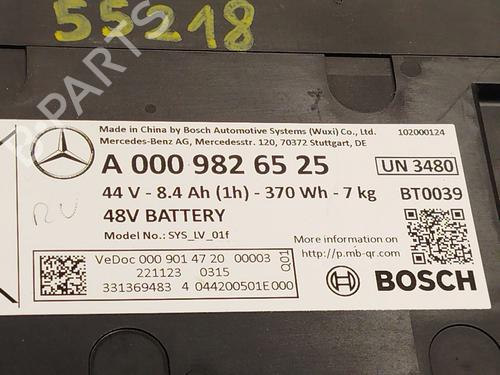 55218
B-PARTS
Made in China by Bosch Automotive Systems (Wuxi) Co., Ltd.
Mercedes-Benz AG, Mercedesstr. 120, 70372 Stuttgart, DE
102000124
A 000 982 65 25
UN 3480
44 V - 8.4 Ah (1h) - 370 Wh - 7 kg
BT0039
48V BATTERY
Model No.: SYS_LV_01f
VeDoc 000 901 47 20 00003
221123 0315
331369483 4 044200501E000
Q01
More information on
http://p.mb-qr.com
BOSCH